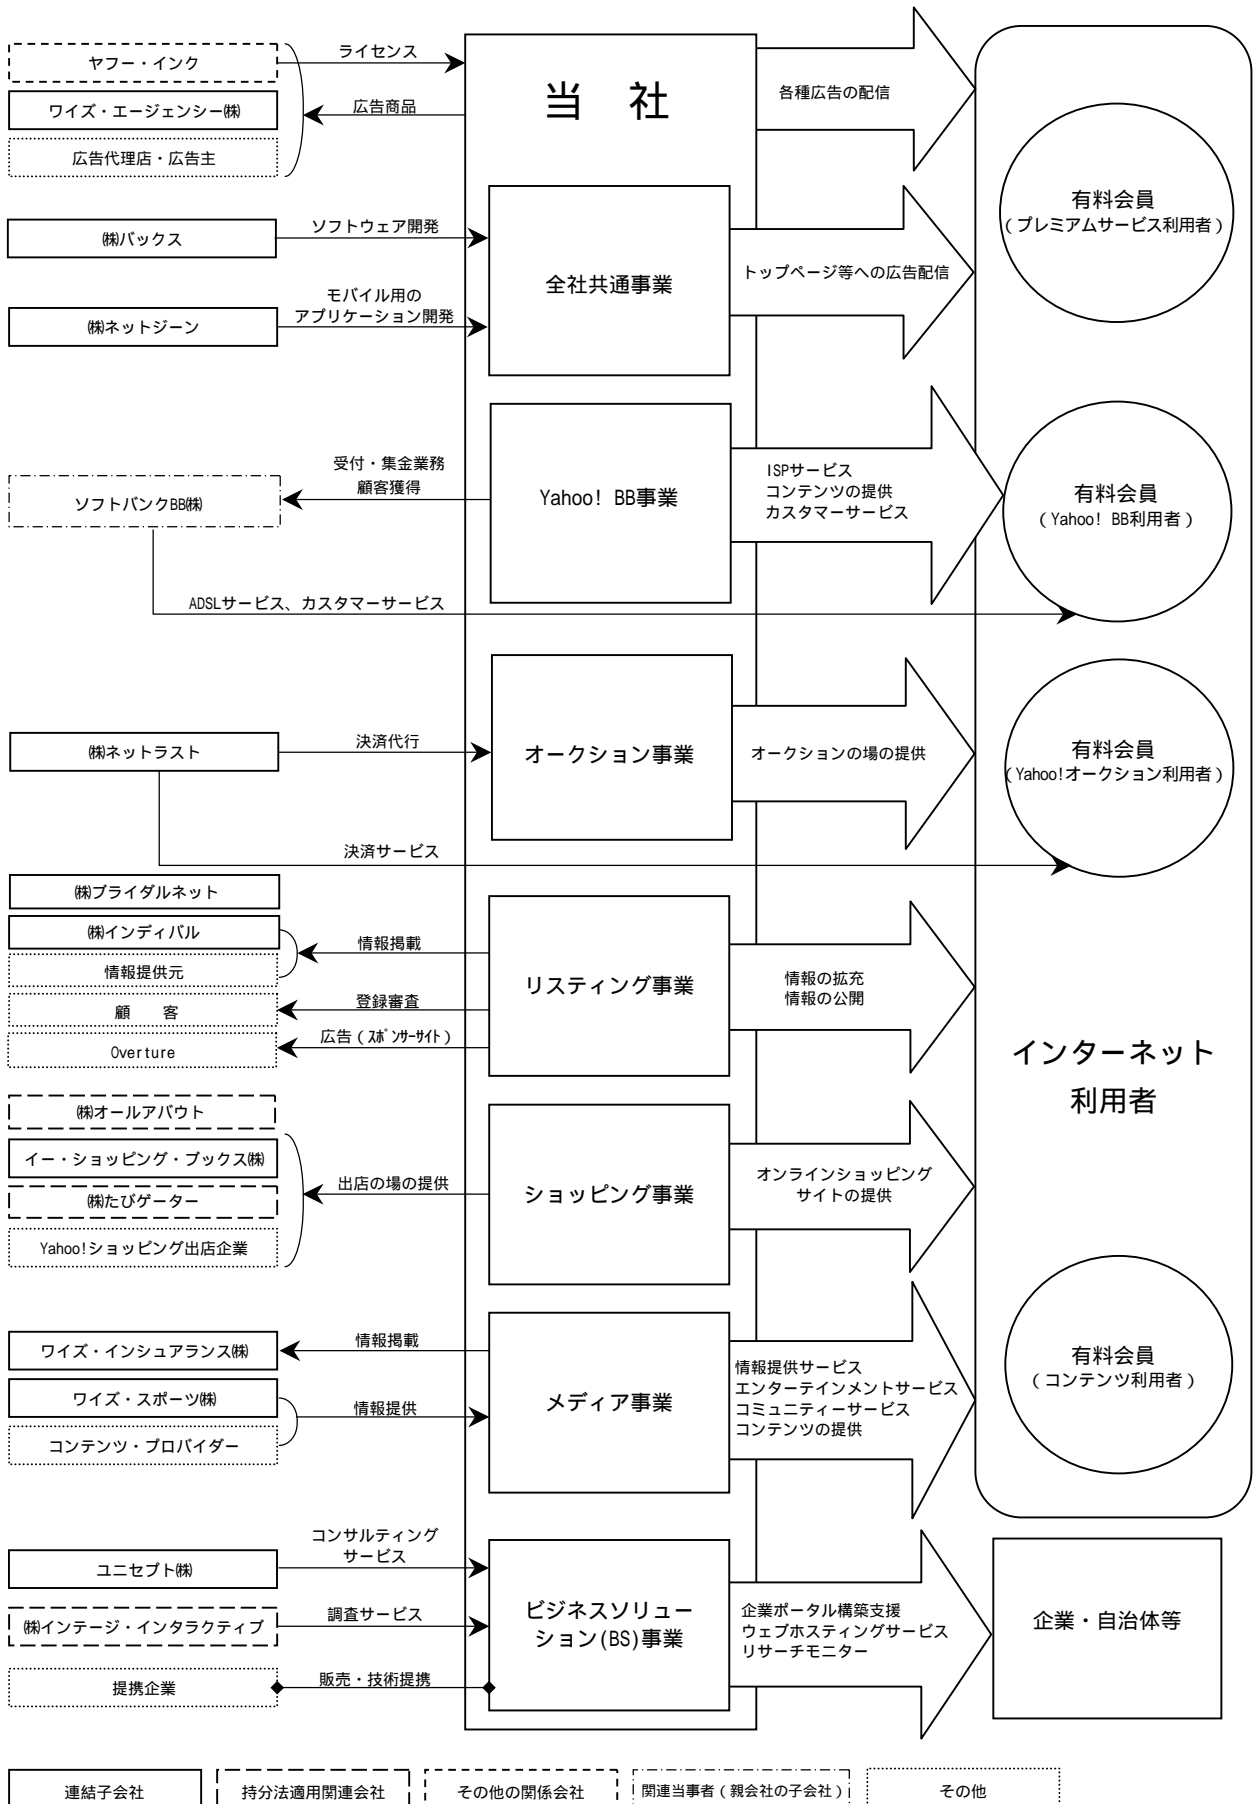 ヤフー・インク
ライセンス
ワイズ・エージェンシー㈱
広告商品
広告代理店・広告主
当　社
各種広告の配信
有料会員
（プレミアムサービス利用者）
㈱バックス
ソフトウェア開発
㈱ネットジーン
モバイル用の
アプリケーション開発
全社共通事業
トップページ等への広告配信
ソフトバンクBB㈱
受付・集金業務
顧客獲得
Yahoo! BB事業
ISPサービス
コンテンツの提供
カスタマーサービス
有料会員
（Yahoo! BB利用者）
ADSLサービス、カスタマーサービス
㈱ネットラスト
決済代行
オークション事業
オークションの場の提供
有料会員
（Yahoo!オークション利用者）
決済サービス
㈱ブライダルネット
㈱インディバル
情報提供元
情報掲載
顧　客
登録審査
Overture
広告（ｽﾎﾟﾝｻｰｻｲﾄ）
リスティング事業
情報の拡充
情報の公開
インターネット
利用者
㈱オールアバウト
イー・ショッピング・ブックス㈱
㈱たびゲーター
Yahoo!ショッピング出店企業
出店の場の提供
ショッピング事業
オンラインショッピング
サイトの提供
ワイズ・インシュアランス㈱
情報掲載
ワイズ・スポーツ㈱
コンテンツ・プロバイダー
情報提供
メディア事業
情報提供サービス
エンターテインメントサービス
コミュニティーサービス
コンテンツの提供
有料会員
（コンテンツ利用者）
ユニセプト㈱
コンサルティング
サービス
㈱インテージ・インタラクティブ
調査サービス
提携企業
販売・技術提携
ビジネスソリュー
ション(BS)事業
企業ポータル構築支援
ウェブホスティングサービス
リサーチモニター
企業・自治体等
連結子会社
持分法適用関連会社
その他の関係会社
関連当事者（親会社の子会社）
その他